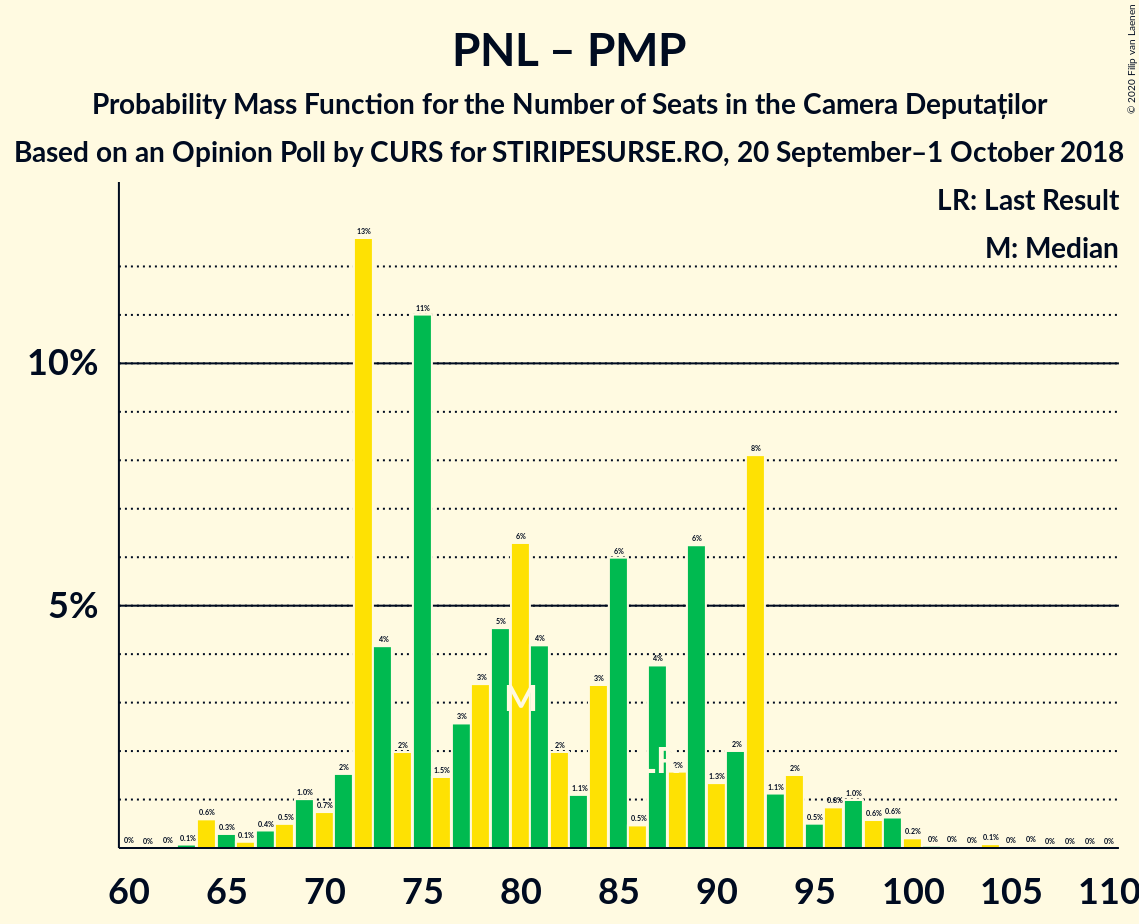 PNL – PMP
Probability Mass Function for the Number of Seats in the Camera Deputaților
Based on an Opinion Poll by CURS for STIRIPESURSE.RO, 20 September–1 October 2018
© 2020 Filip van Laenen
LR: Last Result
M: Median
10%
5%
0% 0% 0% 0.1% 0.6% 0.3% 0.1% 0.4% 0.5% 1.0% 0.7% 2% 13% 4% 2% 11% 1.5% 3% 3% 5% 6% 4% 2% 1.1% 3% 6% 0.5% 4% 2% 6% 1.3% 2% 8% 1.1% 2% 0.5% 0.8% 1.0% 0.6% 0.6% 0.2% 0% 0% 0% 0.1% 0% 0% 0% 0% 0% 0%
M
LR
60 65 70 75 80 85 90 95 100 105 110